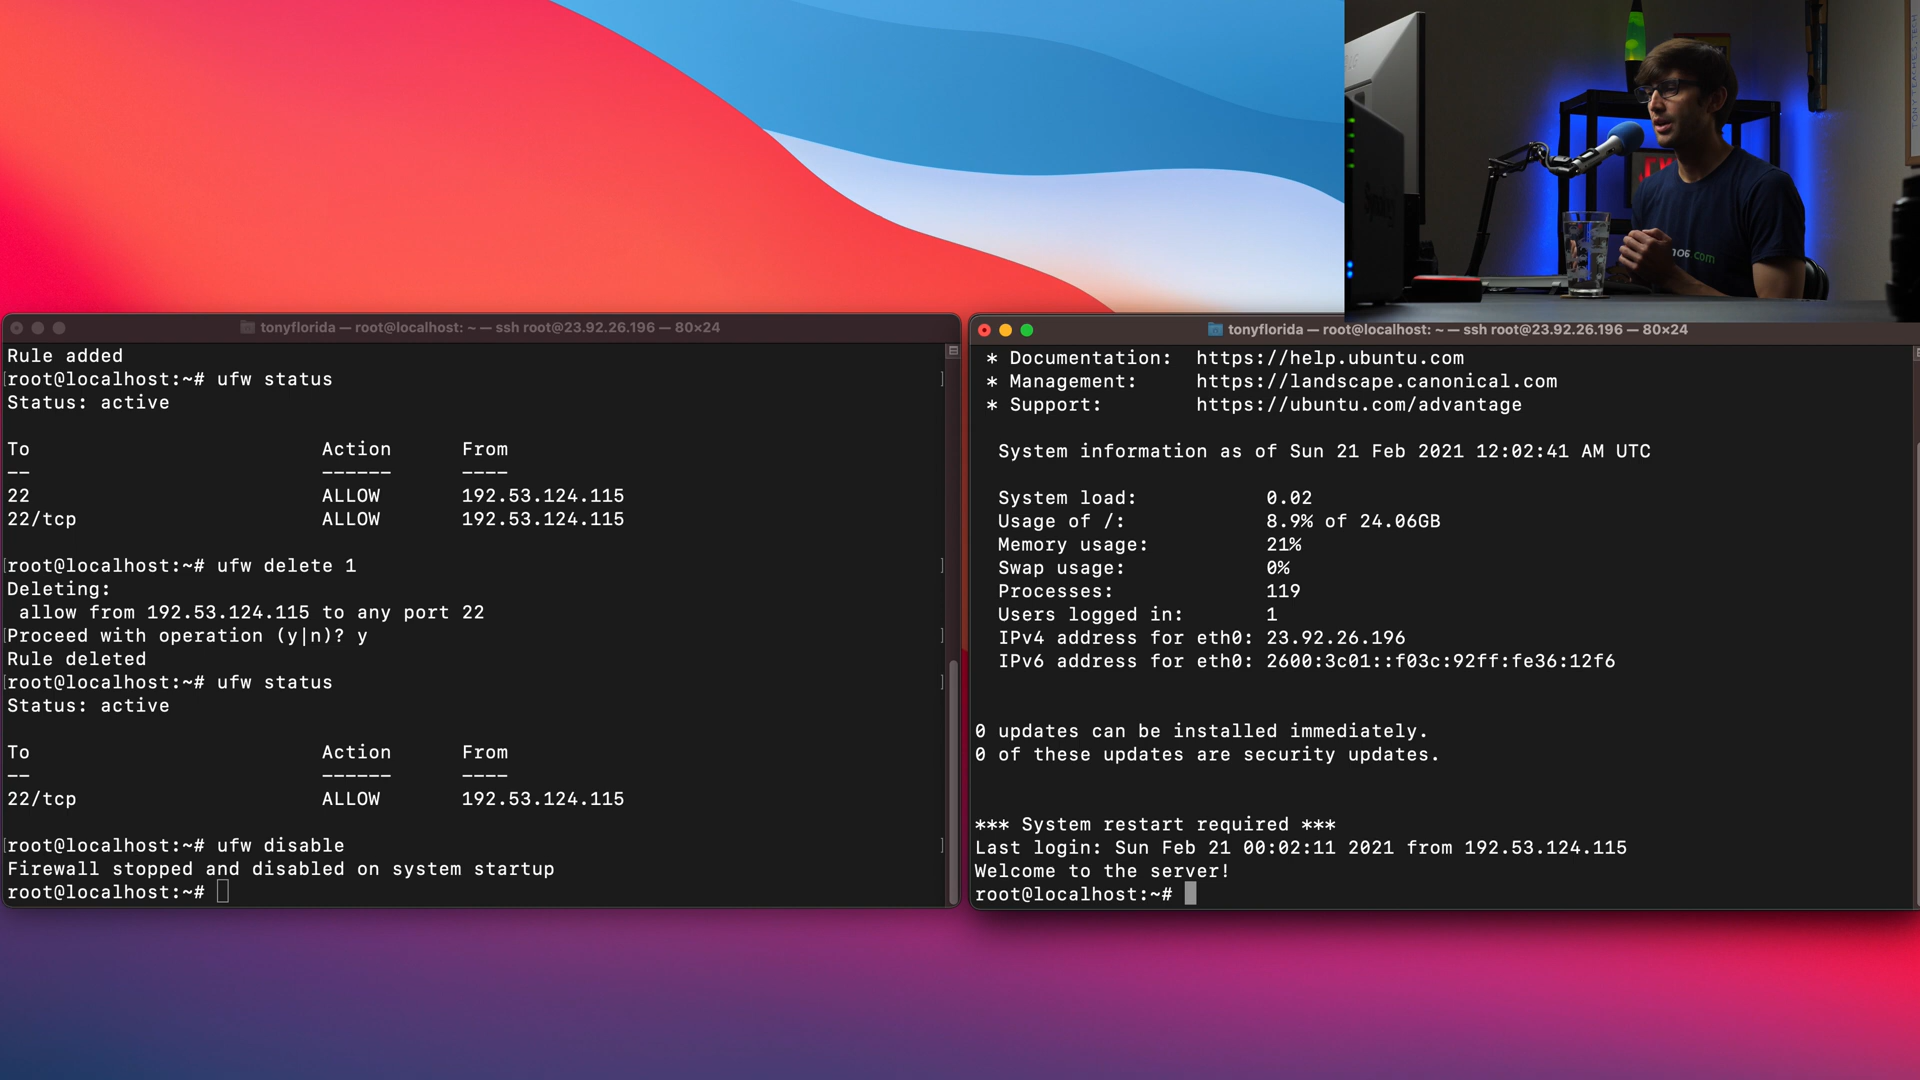 TONYTEACHES.TECH
com
tonyflorida — root@localhost: ~ — ssh root@23.92.26.196 — 80×24
Rule added
[root@localhost:~# ufw status ]
Status: active
To Action From
-- ------ ----
22 ALLOW 192.53.124.115
22/tcp ALLOW 192.53.124.115
[root@localhost:~# ufw delete 1 ]
Deleting:
allow from 192.53.124.115 to any port 22
[Proceed with operation (y|n)? y ]
Rule deleted
[root@localhost:~# ufw status ]
Status: active
To Action From
-- ------ ----
22/tcp ALLOW 192.53.124.115
[root@localhost:~# ufw disable ]
Firewall stopped and disabled on system startup
root@localhost:~#
tonyflorida — root@localhost: ~ — ssh root@23.92.26.196 — 80×24
* Documentation: https://help.ubuntu.com
* Management: https://landscape.canonical.com
* Support: https://ubuntu.com/advantage
System information as of Sun 21 Feb 2021 12:02:41 AM UTC
System load: 0.02
Usage of /: 8.9% of 24.06GB
Memory usage: 21%
Swap usage: 0%
Processes: 119
Users logged in: 1
IPv4 address for eth0: 23.92.26.196
IPv6 address for eth0: 2600:3c01::f03c:92ff:fe36:12f6
0 updates can be installed immediately.
0 of these updates are security updates.
*** System restart required ***
Last login: Sun Feb 21 00:02:11 2021 from 192.53.124.115
Welcome to the server!
root@localhost:~#